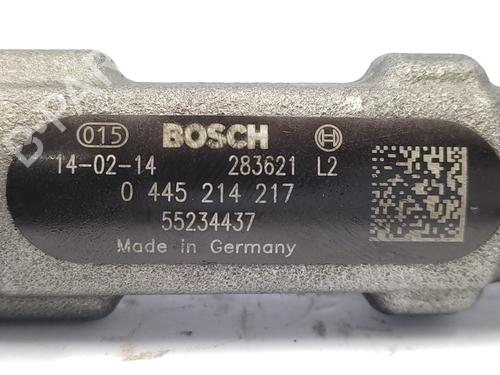 015 BOSCH
14-02-14 283621 L2
0 445 214 217
55234437
Made in Germany